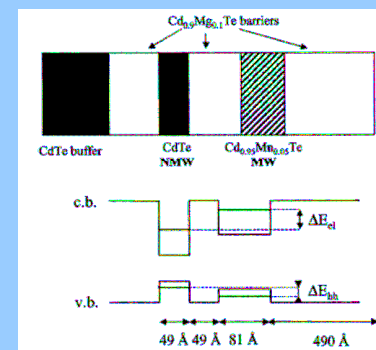 Cd0.9Mg0.1Te barriers
CdTe buffer
CdTe
NMW
Cd0.95Mn0.05Te
MW
c.b.
ΔEel
v.b.
ΔEhh
49 Å 49 Å 81 Å 490 Å